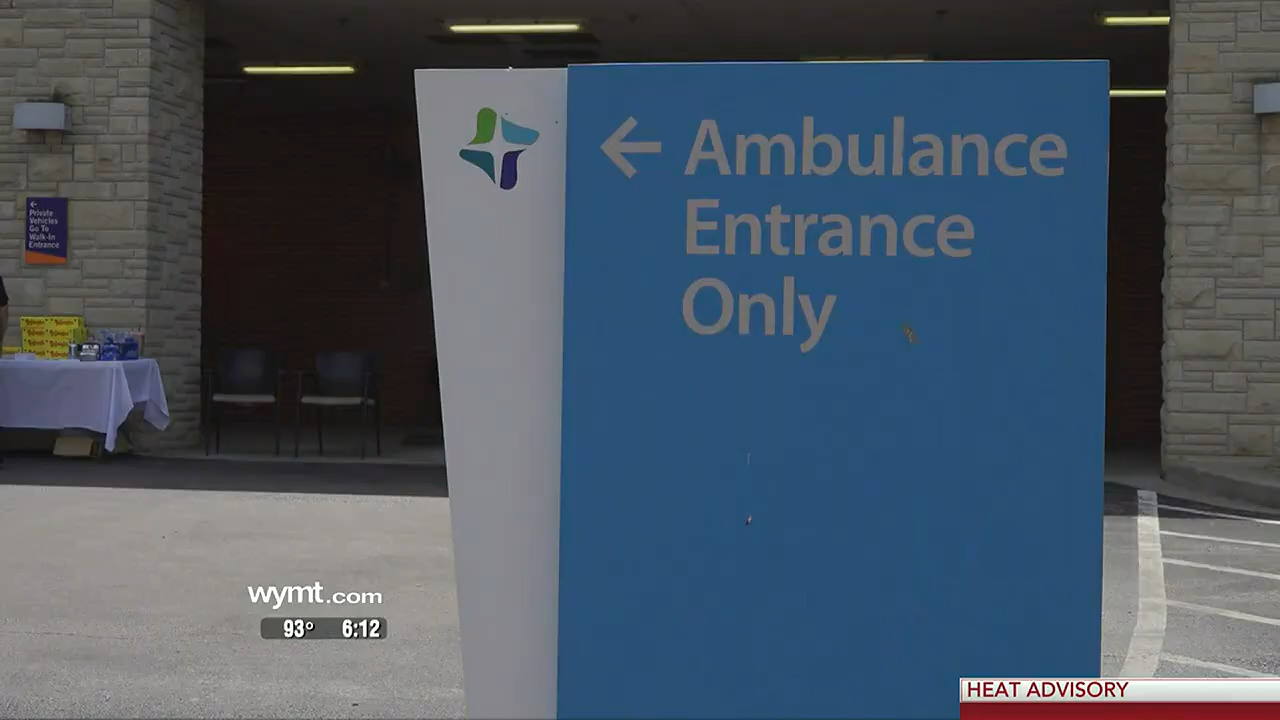 Ambulance
Entrance
Only
Private
Vehicles
Go To
Walk-In
Entrance
wymt.com
93° 6:12
HEAT ADVISORY